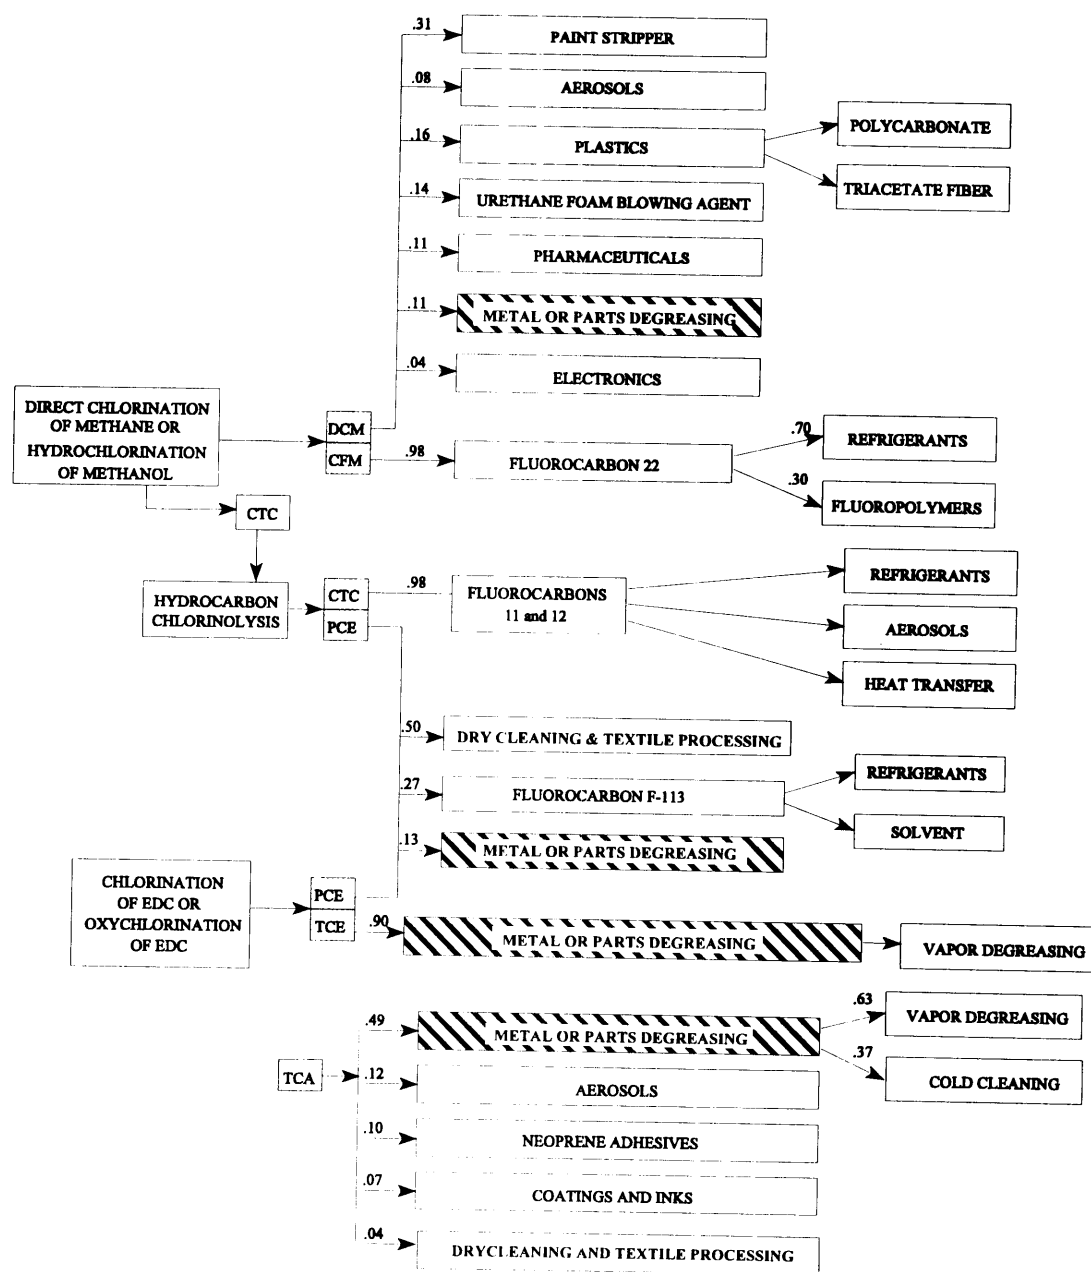 .31
PAINT STRIPPER
.08
AEROSOLS
.16
PLASTICS
POLYCARBONATE
TRIACETATE FIBER
.14
URETHANE FOAM BLOWING AGENT
.11
PHARMACEUTICALS
.11
METAL OR PARTS DEGREASING
.04
ELECTRONICS
DIRECT CHLORINATION
OF METHANE OR
HYDROCHLORINATION
OF METHANOL
DCM
CFM
.98
FLUOROCARBON 22
.70
REFRIGERANTS
.30
FLUOROPOLYMERS
CTC
HYDROCARBON
CHLORINOLYSIS
CTC
PCE
.98
FLUOROCARBONS
11 and 12
REFRIGERANTS
AEROSOLS
HEAT TRANSFER
.50
DRY CLEANING & TEXTILE PROCESSING
.27
FLUOROCARBON F-113
REFRIGERANTS
SOLVENT
.13
METAL OR PARTS DEGREASING
CHLORINATION
OF EDC OR
OXYCHLORINATION
OF EDC
PCE
TCE
.90
METAL OR PARTS DEGREASING
VAPOR DEGREASING
TCA
.49
METAL OR PARTS DEGREASING
.63
VAPOR DEGREASING
.37
COLD CLEANING
.12
AEROSOLS
.10
NEOPRENE ADHESIVES
.07
COATINGS AND INKS
.04
DRYCLEANING AND TEXTILE PROCESSING